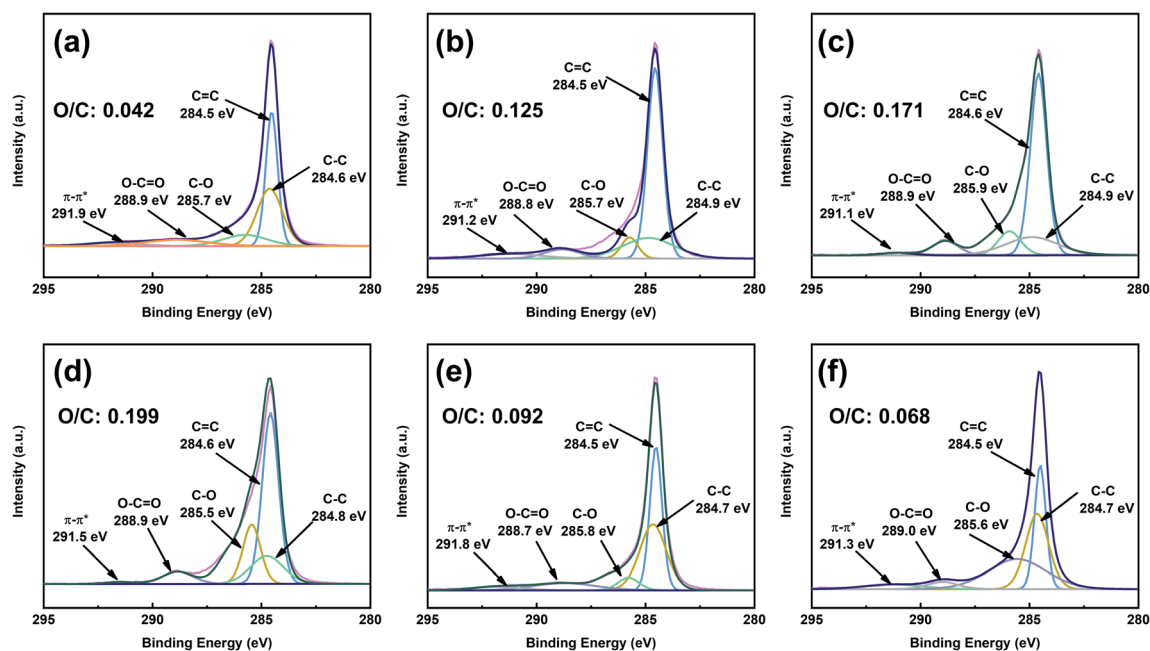 (a)
O/C: 0.042
C=C
284.5 eV
C-C
284.6 eV
π-π*
291.9 eV
O-C=O
288.9 eV
C-O
285.7 eV
Intensity (a.u.)
295
290
285
280
Binding Energy (eV)
(b)
O/C: 0.125
C=C
284.5 eV
C-C
284.9 eV
π-π*
291.2 eV
O-C=O
288.8 eV
C-O
285.7 eV
Intensity (a.u.)
295
290
285
280
Binding Energy (eV)
(c)
O/C: 0.171
C=C
284.6 eV
C-C
284.9 eV
π-π*
291.1 eV
O-C=O
288.9 eV
C-O
285.9 eV
Intensity (a.u.)
295
290
285
280
Binding Energy (eV)
(d)
O/C: 0.199
C=C
284.6 eV
C-C
284.8 eV
π-π*
291.5 eV
O-C=O
288.9 eV
C-O
285.5 eV
Intensity (a.u.)
295
290
285
280
Binding Energy (eV)
(e)
O/C: 0.092
C=C
284.5 eV
C-C
284.7 eV
π-π*
291.8 eV
O-C=O
288.7 eV
C-O
285.8 eV
Intensity (a.u.)
295
290
285
280
Binding Energy (eV)
(f)
O/C: 0.068
C=C
284.5 eV
C-C
284.7 eV
π-π*
291.3 eV
O-C=O
289.0 eV
C-O
285.6 eV
Intensity (a.u.)
295
290
285
280
Binding Energy (eV)